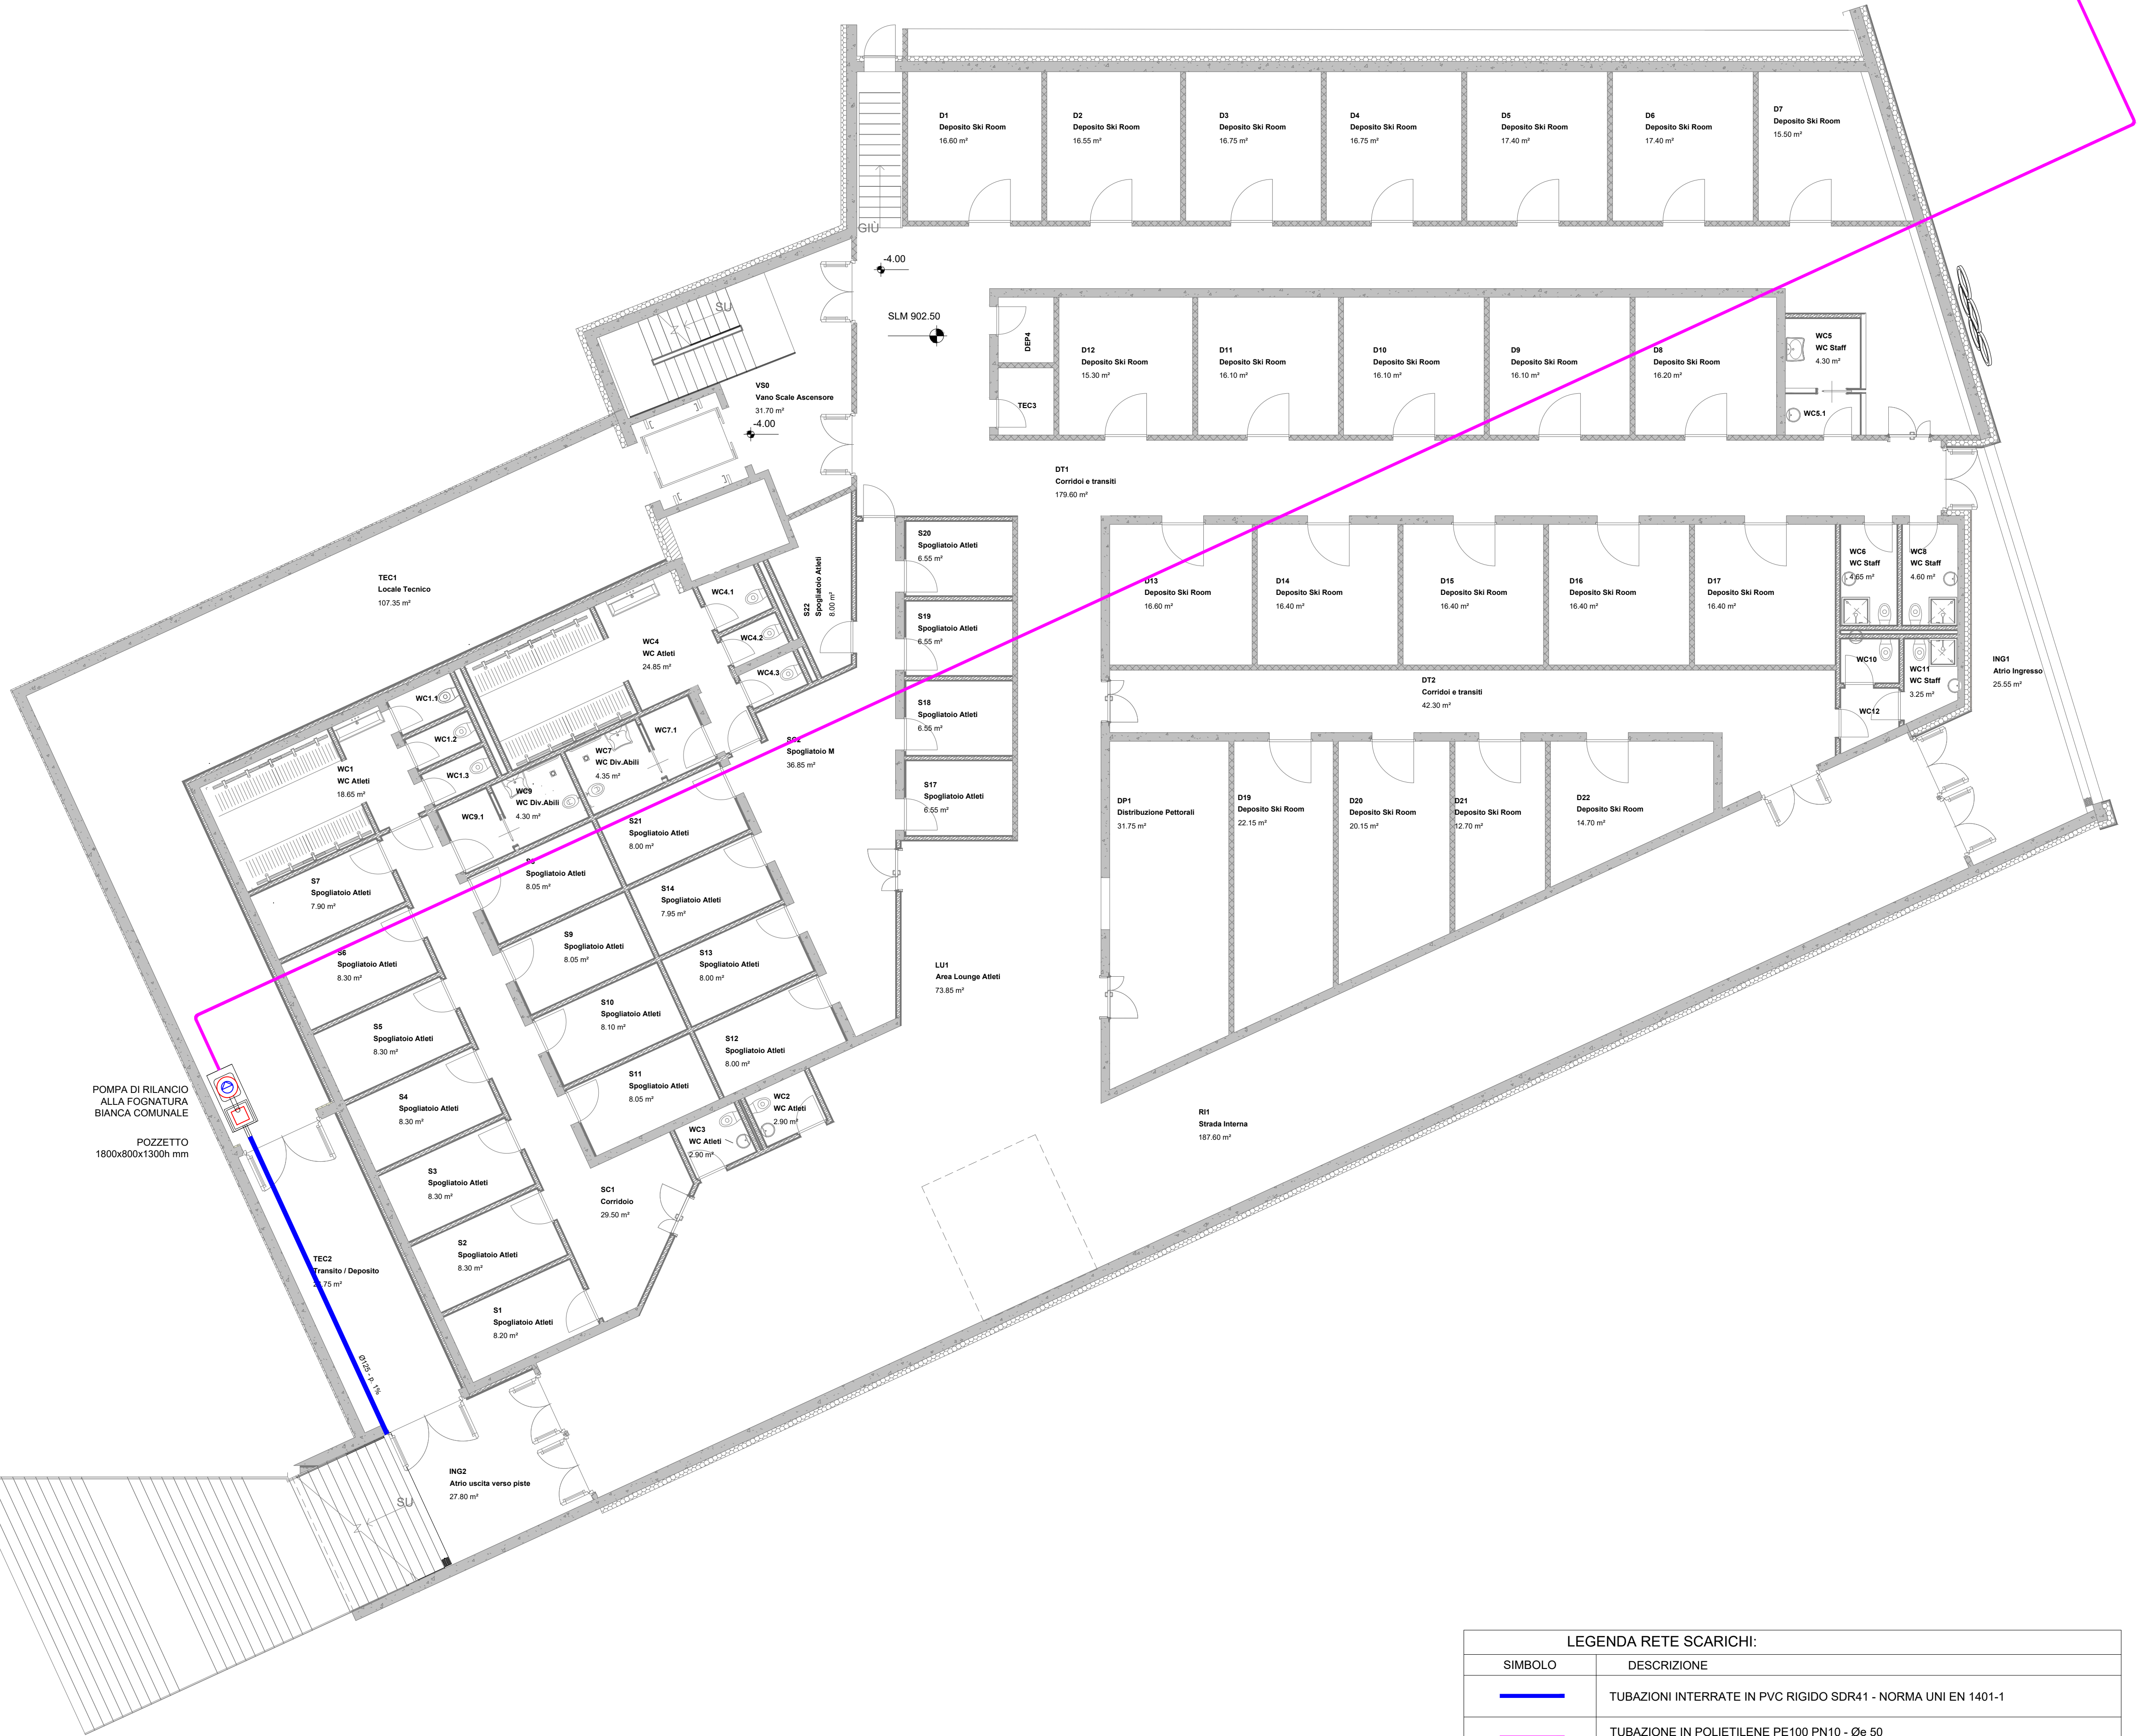 D1
Deposito Ski Room
16.60 m²
D2
Deposito Ski Room
16.55 m²
D3
Deposito Ski Room
16.75 m²
D4
Deposito Ski Room
16.75 m²
D5
Deposito Ski Room
17.40 m²
D6
Deposito Ski Room
17.40 m²
D7
Deposito Ski Room
15.50 m²
GIÙ
-4.00
SLM 902.50
SU
VS0
Vano Scale Ascensore
31.70 m²
-4.00
DEP4
TEC3
D12
Deposito Ski Room
15.30 m²
D11
Deposito Ski Room
16.10 m²
D10
Deposito Ski Room
16.10 m²
D9
Deposito Ski Room
16.10 m²
D8
Deposito Ski Room
16.20 m²
WC5
WC Staff
4.30 m²
WC5.1
DT1
Corridoi e transiti
179.60 m²
TEC1
Locale Tecnico
107.35 m²
S22
Spogliatoio Atleti
8.00 m²
S20
Spogliatoio Atleti
6.55 m²
S19
Spogliatoio Atleti
6.55 m²
S18
Spogliatoio Atleti
6.55 m²
S17
Spogliatoio Atleti
6.55 m²
D13
Deposito Ski Room
16.60 m²
D14
Deposito Ski Room
16.40 m²
D15
Deposito Ski Room
16.40 m²
D16
Deposito Ski Room
16.40 m²
D17
Deposito Ski Room
16.40 m²
WC6
WC Staff
4.65 m²
WC8
WC Staff
4.60 m²
WC10
WC11
WC Staff
3.25 m²
WC12
ING1
Atrio Ingresso
25.55 m²
WC4.1
WC4.2
WC4.3
WC4
WC Atleti
24.85 m²
WC1.1
WC1.2
WC1.3
WC1
WC Atleti
18.65 m²
WC7.1
WC7
WC Div.Abili
4.35 m²
WC9
WC Div.Abili
4.30 m²
WC9.1
Spogliatoio M
36.85 m²
DT2
Corridoi e transiti
42.30 m²
DP1
Distribuzione Pettorali
31.75 m²
D19
Deposito Ski Room
22.15 m²
D20
Deposito Ski Room
20.15 m²
D21
Deposito Ski Room
12.70 m²
D22
Deposito Ski Room
14.70 m²
S21
Spogliatoio Atleti
8.00 m²
Spogliatoio Atleti
8.05 m²
S7
Spogliatoio Atleti
7.90 m²
S14
Spogliatoio Atleti
7.95 m²
S9
Spogliatoio Atleti
8.05 m²
S6
Spogliatoio Atleti
8.30 m²
S13
Spogliatoio Atleti
8.00 m²
LU1
Area Lounge Atleti
73.85 m²
S10
Spogliatoio Atleti
8.10 m²
S5
Spogliatoio Atleti
8.30 m²
S12
Spogliatoio Atleti
8.00 m²
S11
Spogliatoio Atleti
8.05 m²
S4
Spogliatoio Atleti
8.30 m²
WC2
WC Atleti
2.90 m²
WC3
WC Atleti
2.90 m²
POMPA DI RILANCIO
ALLA FOGNATURA
BIANCA COMUNALE
POZZETTO
1800x800x1300h mm
RI1
Strada Interna
187.60 m²
S3
Spogliatoio Atleti
8.30 m²
SC1
Corridoio
29.50 m²
S2
Spogliatoio Atleti
8.30 m²
TEC2
Transito / Deposito
S1
Spogliatoio Atleti
8.20 m²
Ø125 - p. 1%
ING2
Atrio uscita verso piste
27.80 m²
SU
LEGENDA RETE SCARICHI:
SIMBOLO
DESCRIZIONE
TUBAZIONI INTERRATE IN PVC RIGIDO SDR41 - NORMA UNI EN 1401-1
TUBAZIONE IN POLIETILENE PE100 PN10 - Øe 50